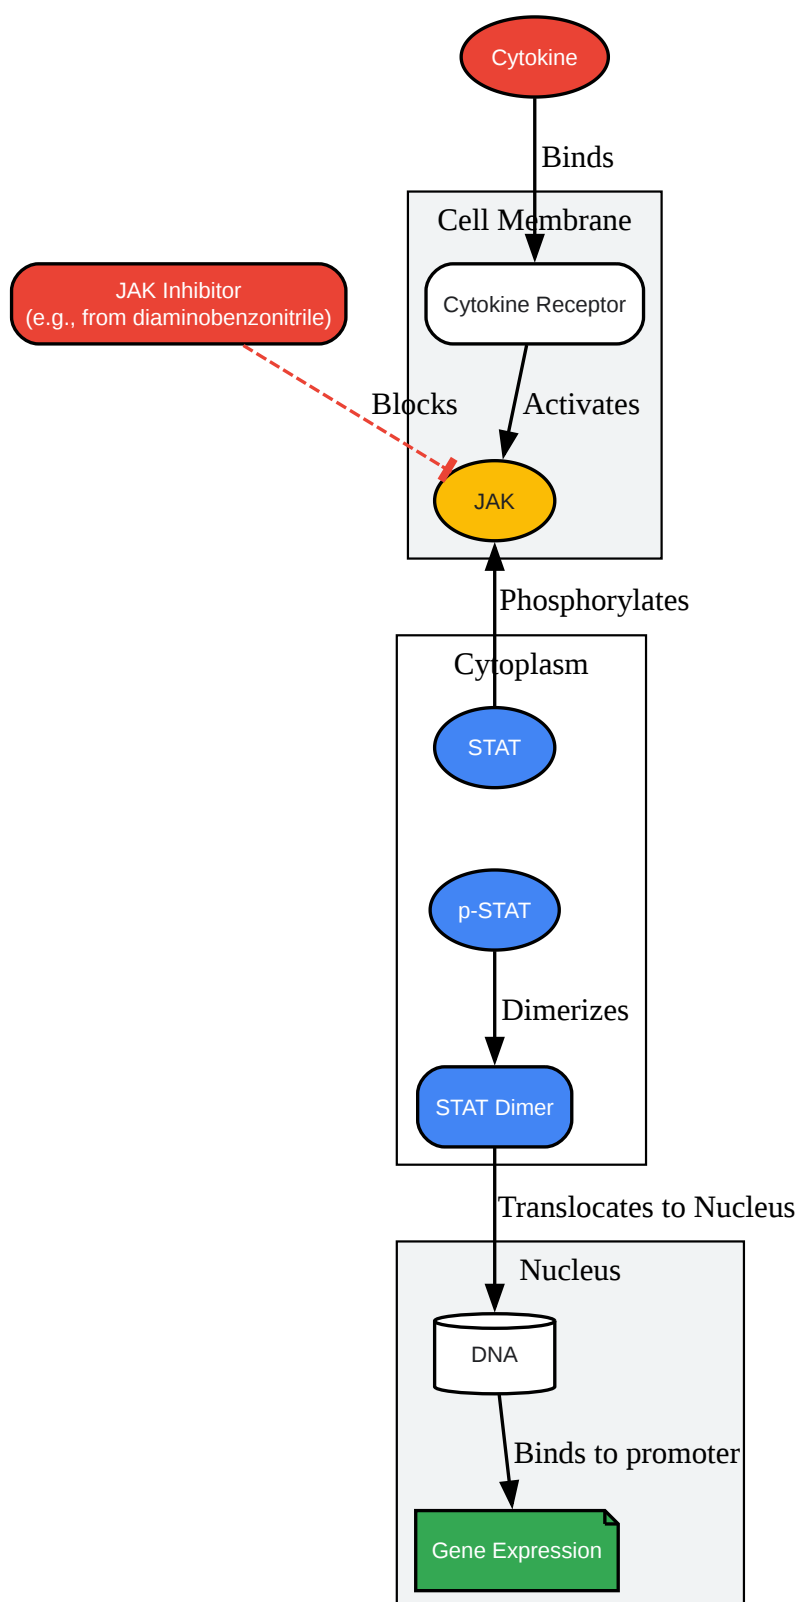 Cytokine
Binds
Cell Membrane
JAK Inhibitor
(e.g., from diaminobenzonitrile)
Cytokine Receptor
Blocks
Activates
JAK
Phosphorylates
Cytoplasm
STAT
p-STAT
Dimerizes
STAT Dimer
Translocates to Nucleus
Nucleus
DNA
Binds to promoter
Gene Expression